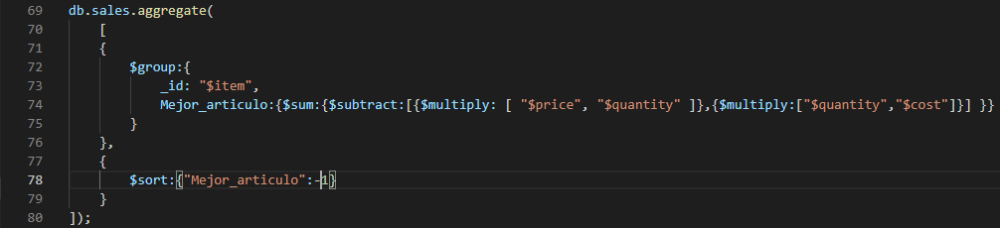 69 db.sales.aggregate(
70 [
71 {
72 $group:{
73 _id: "$item",
74 Mejor_articulo:{$sum:{$subtract:[{$multiply: [ "$price", "$quantity" ]},{$multiply:["$quantity","$cost"]}] }}
75 }
76 },
77 {
78 $sort:{"Mejor_articulo":-1}
79 }
80 ]);